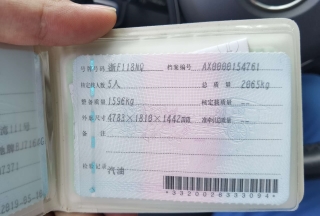 号牌号码 浙F118NQ 档案编号 AX0000154761
核定载人数 5人 总质量 2065kg
整备质量 1596kg 核定载质量 --
外廓尺寸 4783×1810×1442mm 准牵引总质量 --
备注
检验记录 汽油
*3320026333094*